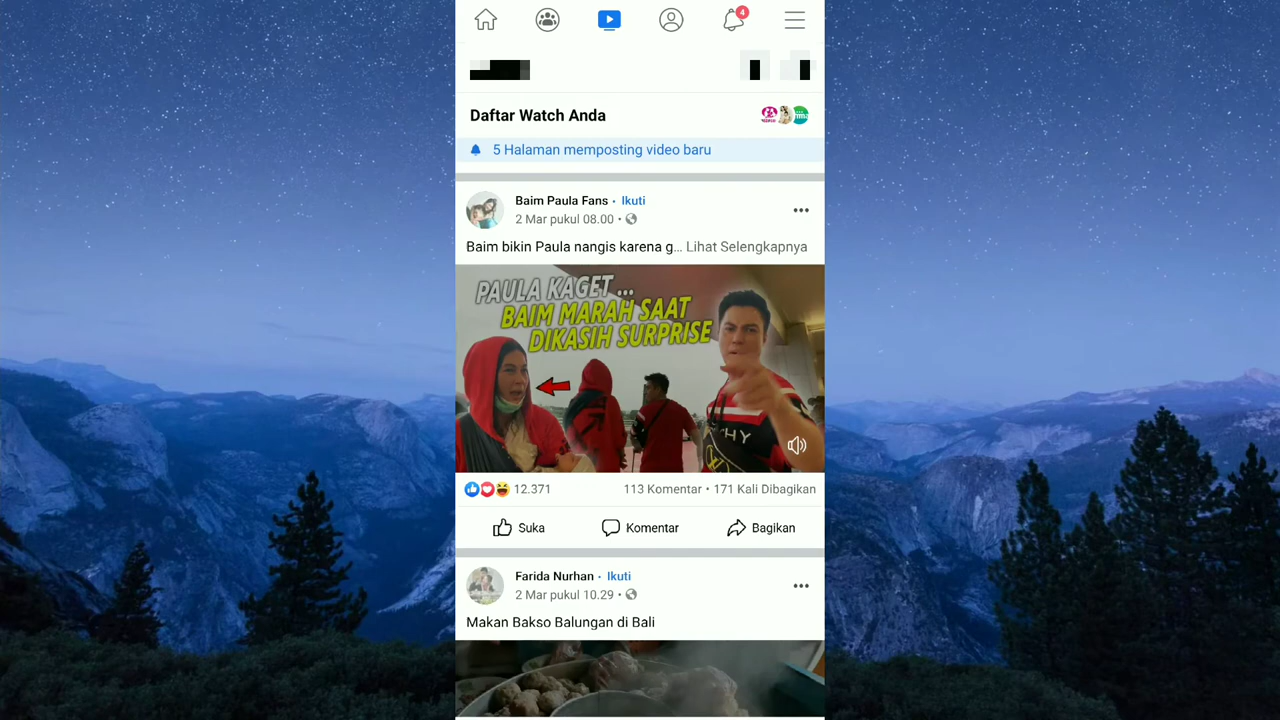 4
Daftar Watch Anda
5 Halaman memposting video baru
Baim Paula Fans · Ikuti
2 Mar pukul 08.00 ·
Baim bikin Paula nangis karena g... Lihat Selengkapnya
PAULA KAGET ...
BAIM MARAH SAAT
DIKASIH SURPRISE
HY
12.371
113 Komentar · 171 Kali Dibagikan
Suka
Komentar
Bagikan
Farida Nurhan · Ikuti
2 Mar pukul 10.29 ·
Makan Bakso Balungan di Bali